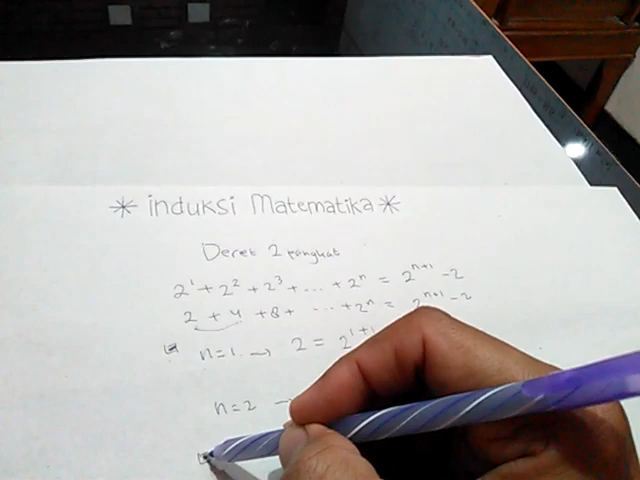 * induksi Matematika *
Deret 2 pangkat
2¹ + 2² + 2³ + ... + 2ⁿ = 2ⁿ⁺¹ - 2
2 + 4 + 8 + ... + 2ⁿ = 2ⁿ⁺¹ - 2
n=1 → 2 = 2¹⁺¹
n=2 →